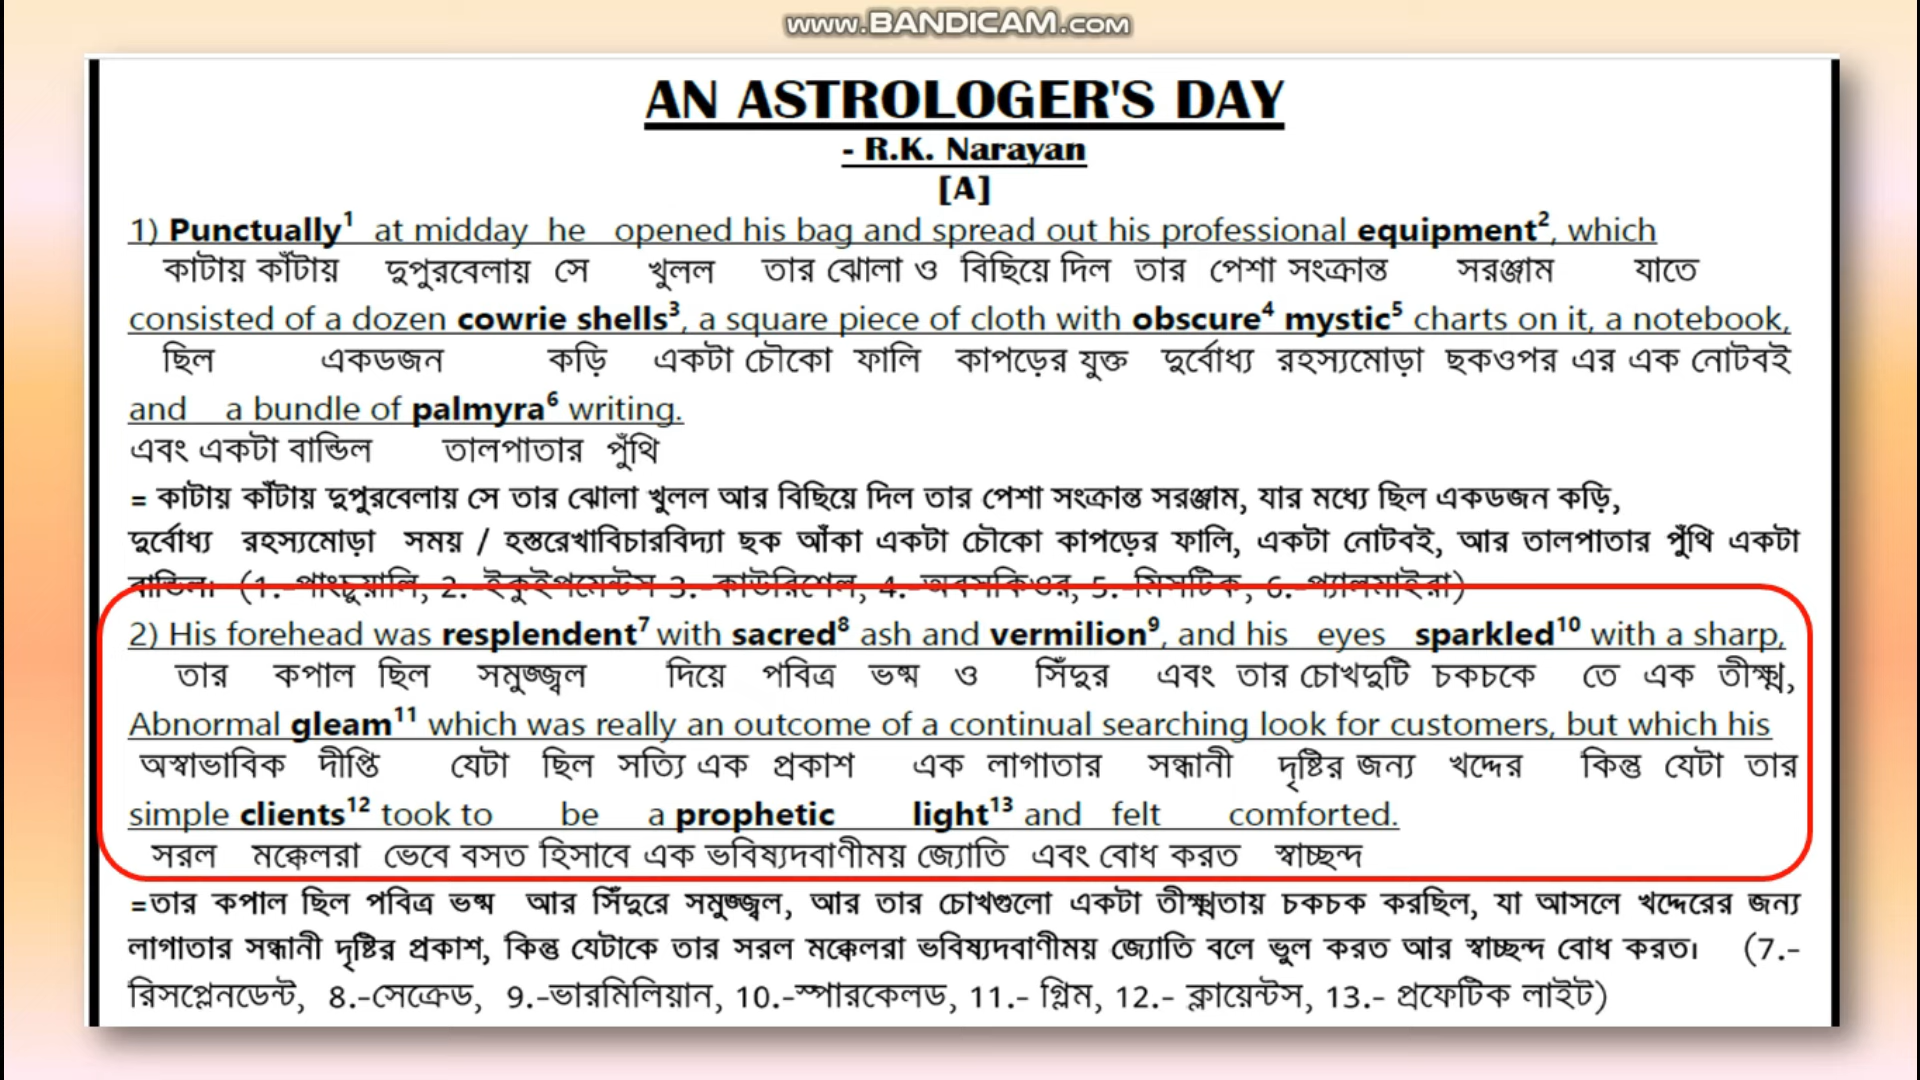 www.BANDICAM.com
AN ASTROLOGER'S DAY
- R.K. Narayan
[A]
1) Punctually¹ at midday he opened his bag and spread out his professional equipment², which
কাটায় কাঁটায় দুপুরবেলায় সে খুলল তার ঝোলা ও বিছিয়ে দিল তার পেশা সংক্রান্ত সরঞ্জাম যাতে
consisted of a dozen cowrie shells³, a square piece of cloth with obscure⁴ mystic⁵ charts on it, a notebook,
ছিল একডজন কড়ি একটা চৌকো ফালি কাপড়ের যুক্ত দুর্বোধ্য রহস্যমোড়া ছকওপর এর এক নোটবই
and a bundle of palmyra⁶ writing.
এবং একটা বান্ডিল তালপাতার পুঁথি
= কাটায় কাঁটায় দুপুরবেলায় সে তার ঝোলা খুলল আর বিছিয়ে দিল তার পেশা সংক্রান্ত সরঞ্জাম, যার মধ্যে ছিল একডজন কড়ি,
দুর্বোধ্য রহস্যমোড়া সময় / হস্তরেখাবিচারবিদ্যা ছক আঁকা একটা চৌকো কাপড়ের ফালি, একটা নোটবই, আর তালপাতার পুঁথি একটা
বান্ডিল। (1.-পাংচুয়ালি, 2.-ইকুইপমেন্টস 3.-কাউরিশেল, 4.-অবসকিওর, 5.-মিসটিক, 6.-প্যালমাইরা)
2) His forehead was resplendent⁷ with sacred⁸ ash and vermilion⁹, and his eyes sparkled¹⁰ with a sharp,
তার কপাল ছিল সমুজ্জ্বল দিয়ে পবিত্র ভষ্ম ও সিঁদুর এবং তার চোখদুটি চকচকে তে এক তীক্ষ্ণ,
Abnormal gleam¹¹ which was really an outcome of a continual searching look for customers, but which his
অস্বাভাবিক দীপ্তি যেটা ছিল সত্যি এক প্রকাশ এক লাগাতার সন্ধানী দৃষ্টির জন্য খদ্দের কিন্তু যেটা তার
simple clients¹² took to be a prophetic light¹³ and felt comforted.
সরল মক্কেলরা ভেবে বসত হিসাবে এক ভবিষ্যদবাণীময় জ্যোতি এবং বোধ করত স্বাচ্ছন্দ
=তার কপাল ছিল পবিত্র ভষ্ম আর সিঁদুরে সমুজ্জ্বল, আর তার চোখগুলো একটা তীক্ষ্ণতায় চকচক করছিল, যা আসলে খদ্দেরের জন্য
লাগাতার সন্ধানী দৃষ্টির প্রকাশ, কিন্তু যেটাকে তার সরল মক্কেলরা ভবিষ্যদবাণীময় জ্যোতি বলে ভুল করত আর স্বাচ্ছন্দ বোধ করত। (7.-
রিসপ্লেনডেন্ট, 8.-সেক্রেড, 9.-ভারমিলিয়ান, 10.-স্পারকেলড, 11.- গ্লিম, 12.- ক্লায়েন্টস, 13.- প্রফেটিক লাইট)